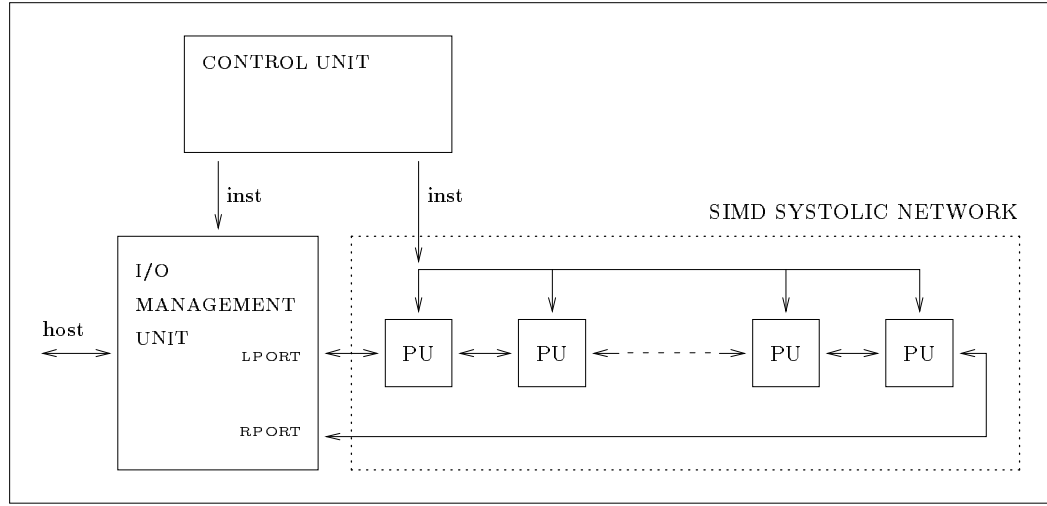 CONTROL UNIT
inst
inst
SIMD SYSTOLIC NETWORK
I/O
MANAGEMENT
UNIT
host
LPORT
PU
PU
PU
PU
RPORT